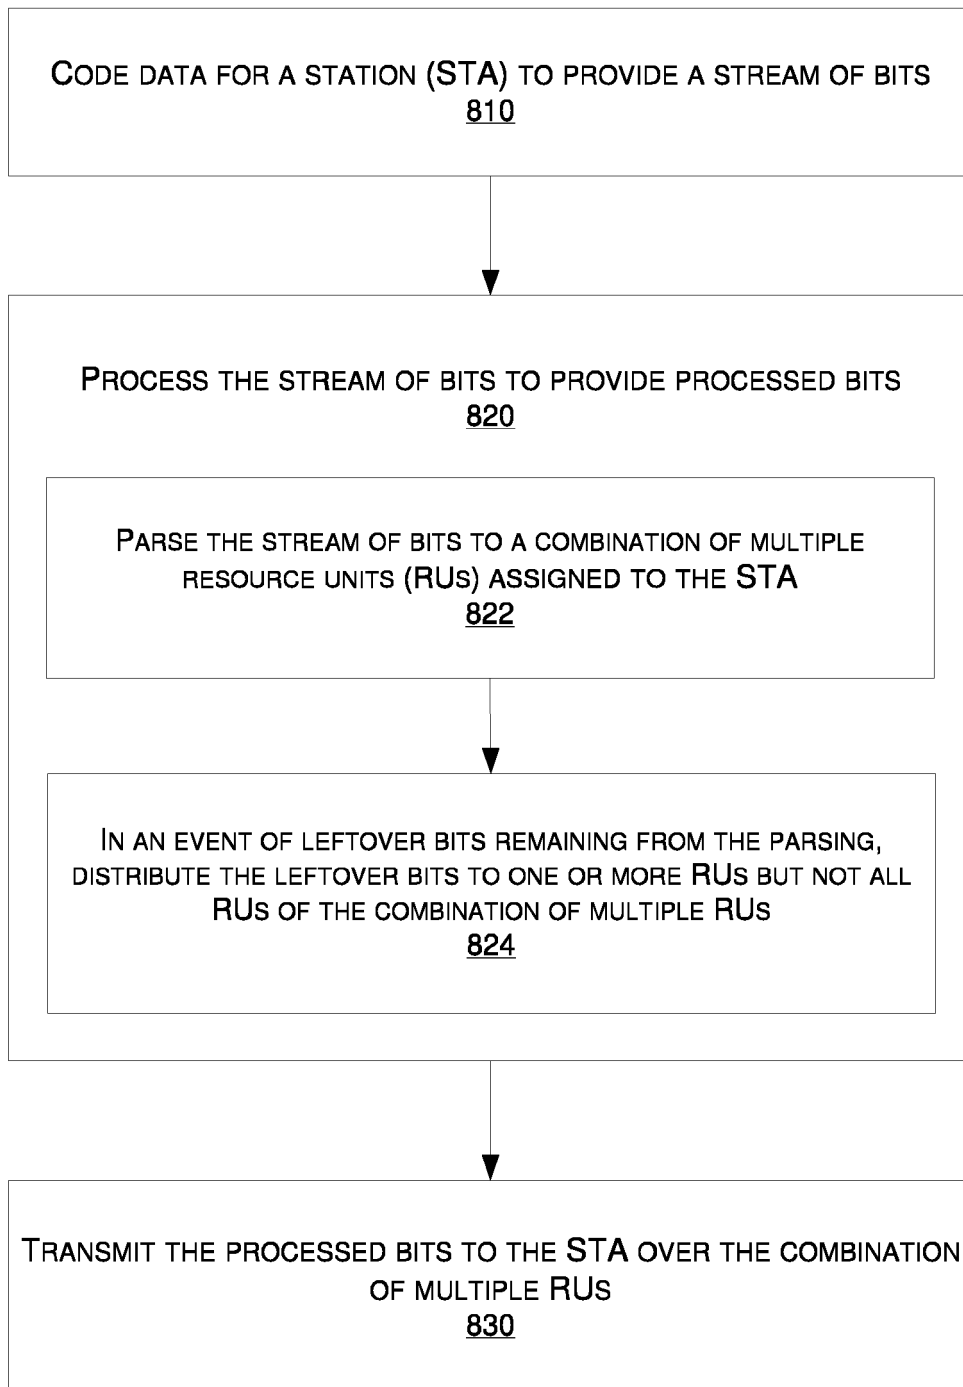 CODE DATA FOR A STATION (STA) TO PROVIDE A STREAM OF BITS
810
PROCESS THE STREAM OF BITS TO PROVIDE PROCESSED BITS
820
PARSE THE STREAM OF BITS TO A COMBINATION OF MULTIPLE
RESOURCE UNITS (RUS) ASSIGNED TO THE STA
822
IN AN EVENT OF LEFTOVER BITS REMAINING FROM THE PARSING,
DISTRIBUTE THE LEFTOVER BITS TO ONE OR MORE RUS BUT NOT ALL
RUS OF THE COMBINATION OF MULTIPLE RUS
824
TRANSMIT THE PROCESSED BITS TO THE STA OVER THE COMBINATION
OF MULTIPLE RUS
830